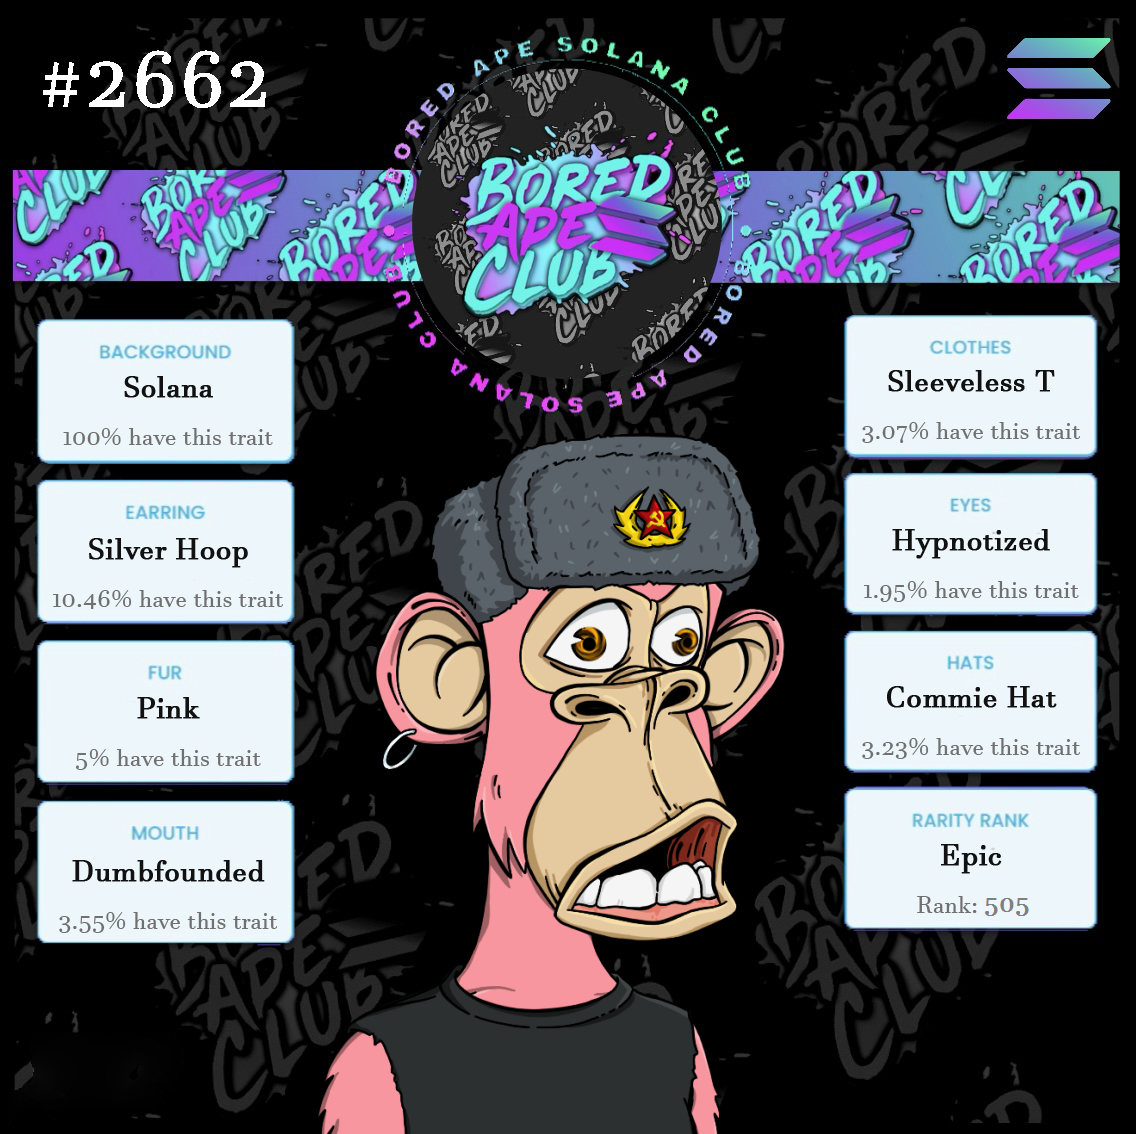 #2662
BORED APE SOLANA CLUB
BORED
APE
CLUB
BORED APE SOLANA CLUB
BACKGROUND
Solana
100% have this trait
EARRING
Silver Hoop
10.46% have this trait
FUR
Pink
5% have this trait
MOUTH
Dumbfounded
3.55% have this trait
CLOTHES
Sleeveless T
3.07% have this trait
EYES
Hypnotized
1.95% have this trait
HATS
Commie Hat
3.23% have this trait
RARITY RANK
Epic
Rank: 505